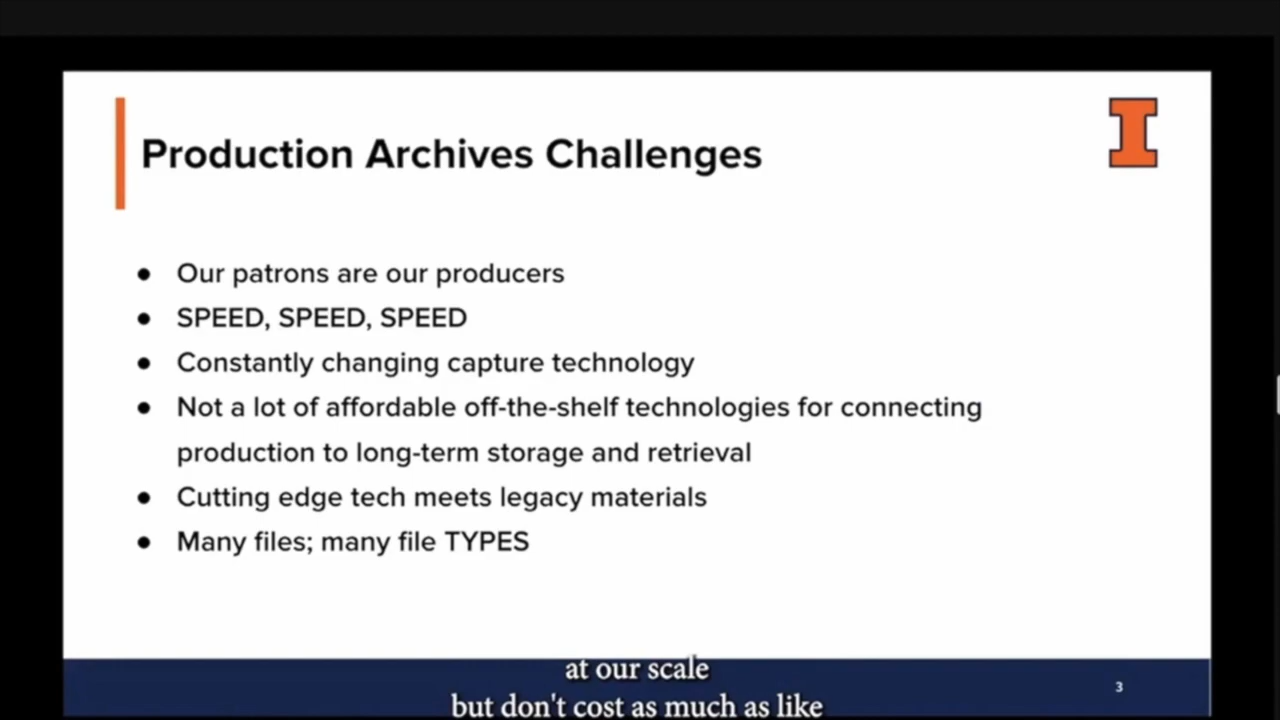 Production Archives Challenges
● Our patrons are our producers
● SPEED, SPEED, SPEED
● Constantly changing capture technology
● Not a lot of affordable off-the-shelf technologies for connecting
production to long-term storage and retrieval
● Cutting edge tech meets legacy materials
● Many files; many file TYPES
at our scale
but don't cost as much as like
3